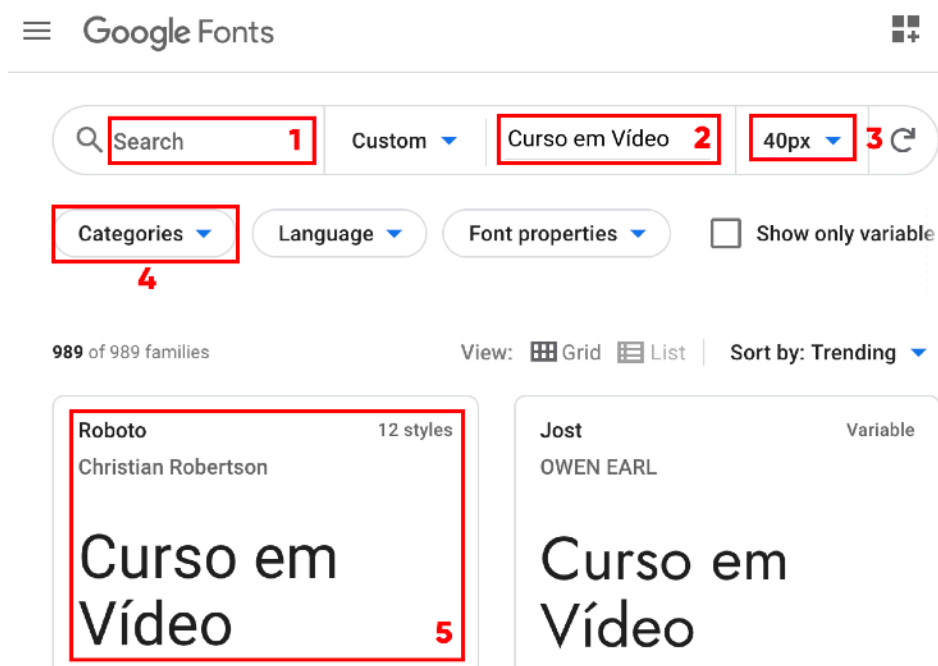 Google Fonts
Search 1 Custom Curso em Vídeo 2 40px 3
Categories Language Font properties Show only variable
4
989 of 989 families View: Grid List Sort by: Trending
Roboto 12 styles
Christian Robertson
Curso em
Vídeo 5
Jost Variable
OWEN EARL
Curso em
Vídeo